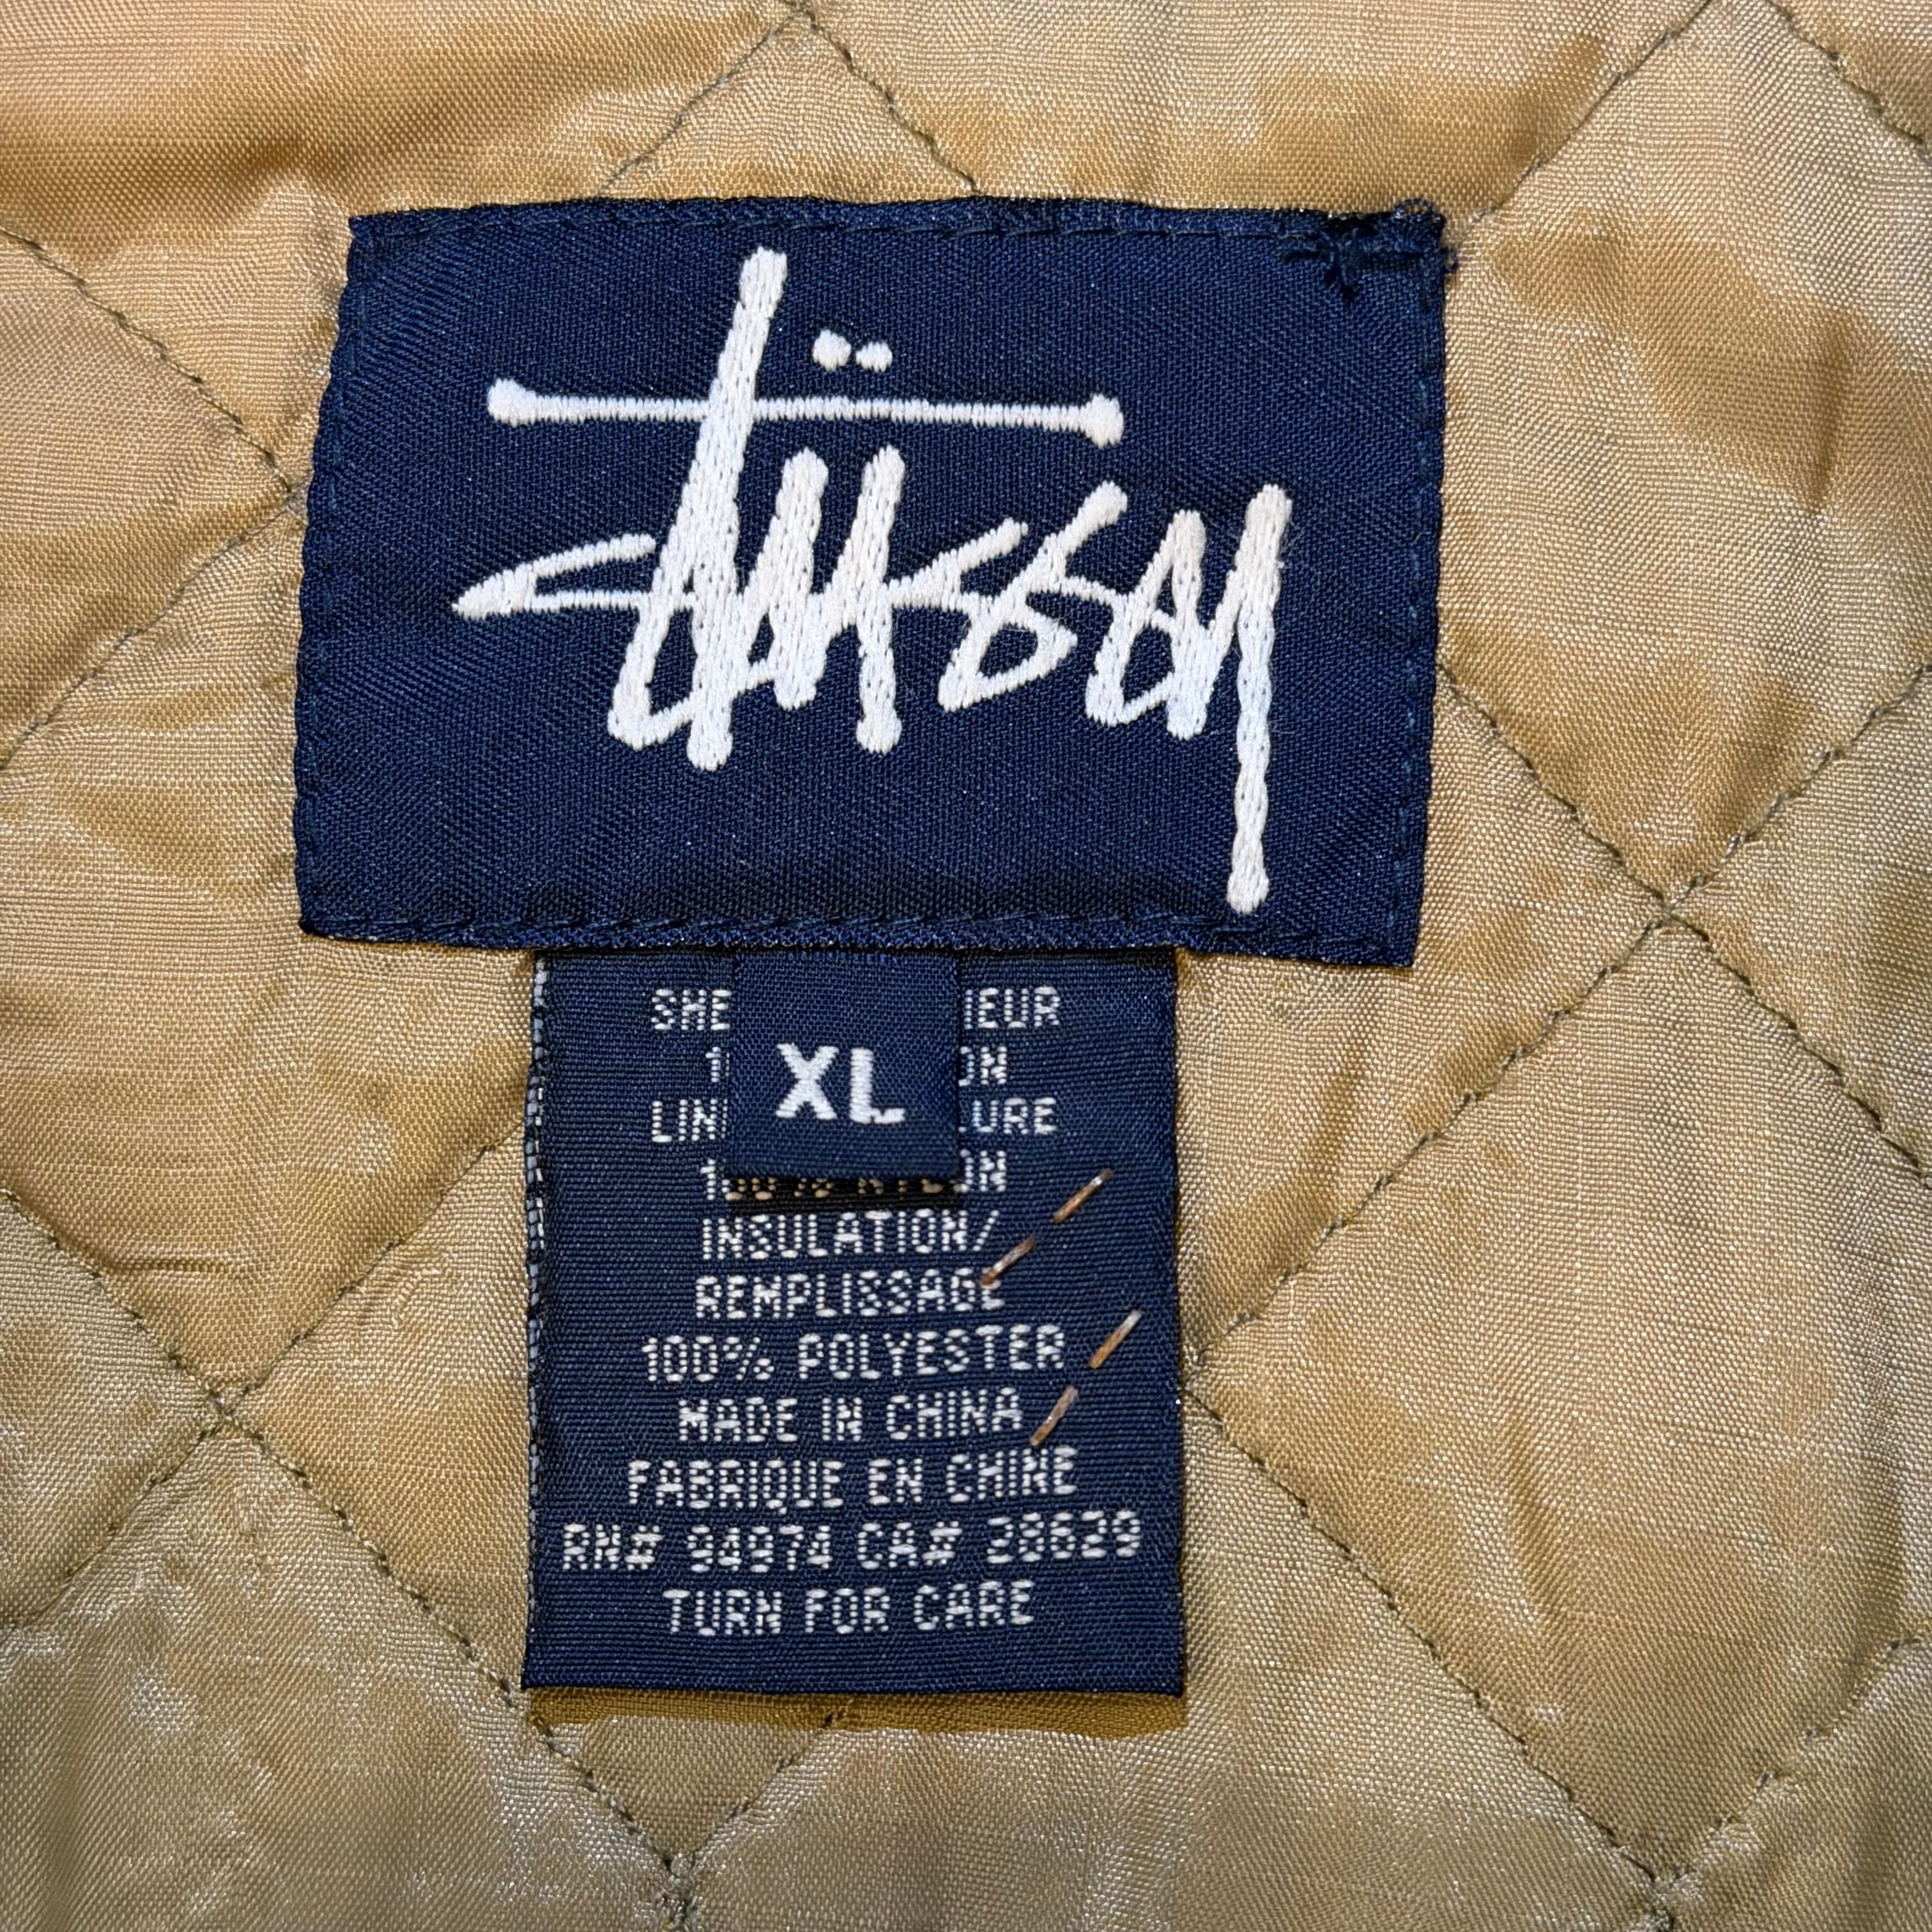 Stüssy
XL
INSULATION/
REMPLISSAGE
100% POLYESTER
MADE IN CHINA
FABRIQUE EN CHINE
RN# 94974 CA# 28629
TURN FOR CARE